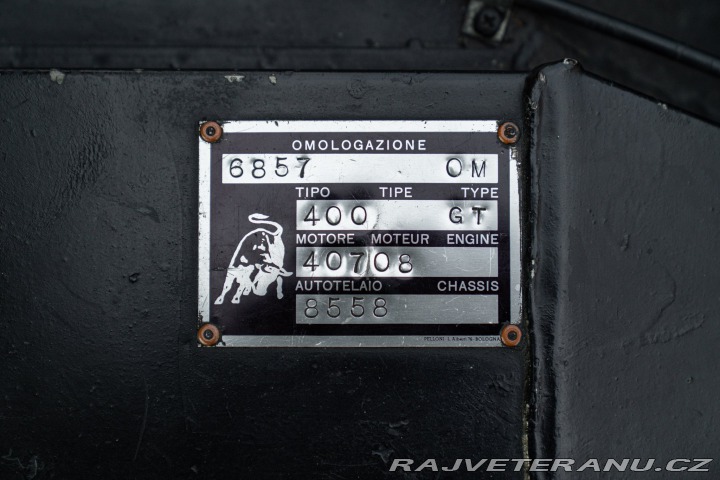 OMOLOGAZIONE
6857 OM
TIPO TIPE TYPE
400 GT
MOTORE MOTEUR ENGINE
40708
AUTOTELAIO CHASSIS
8558
RAJVETERANU.CZ